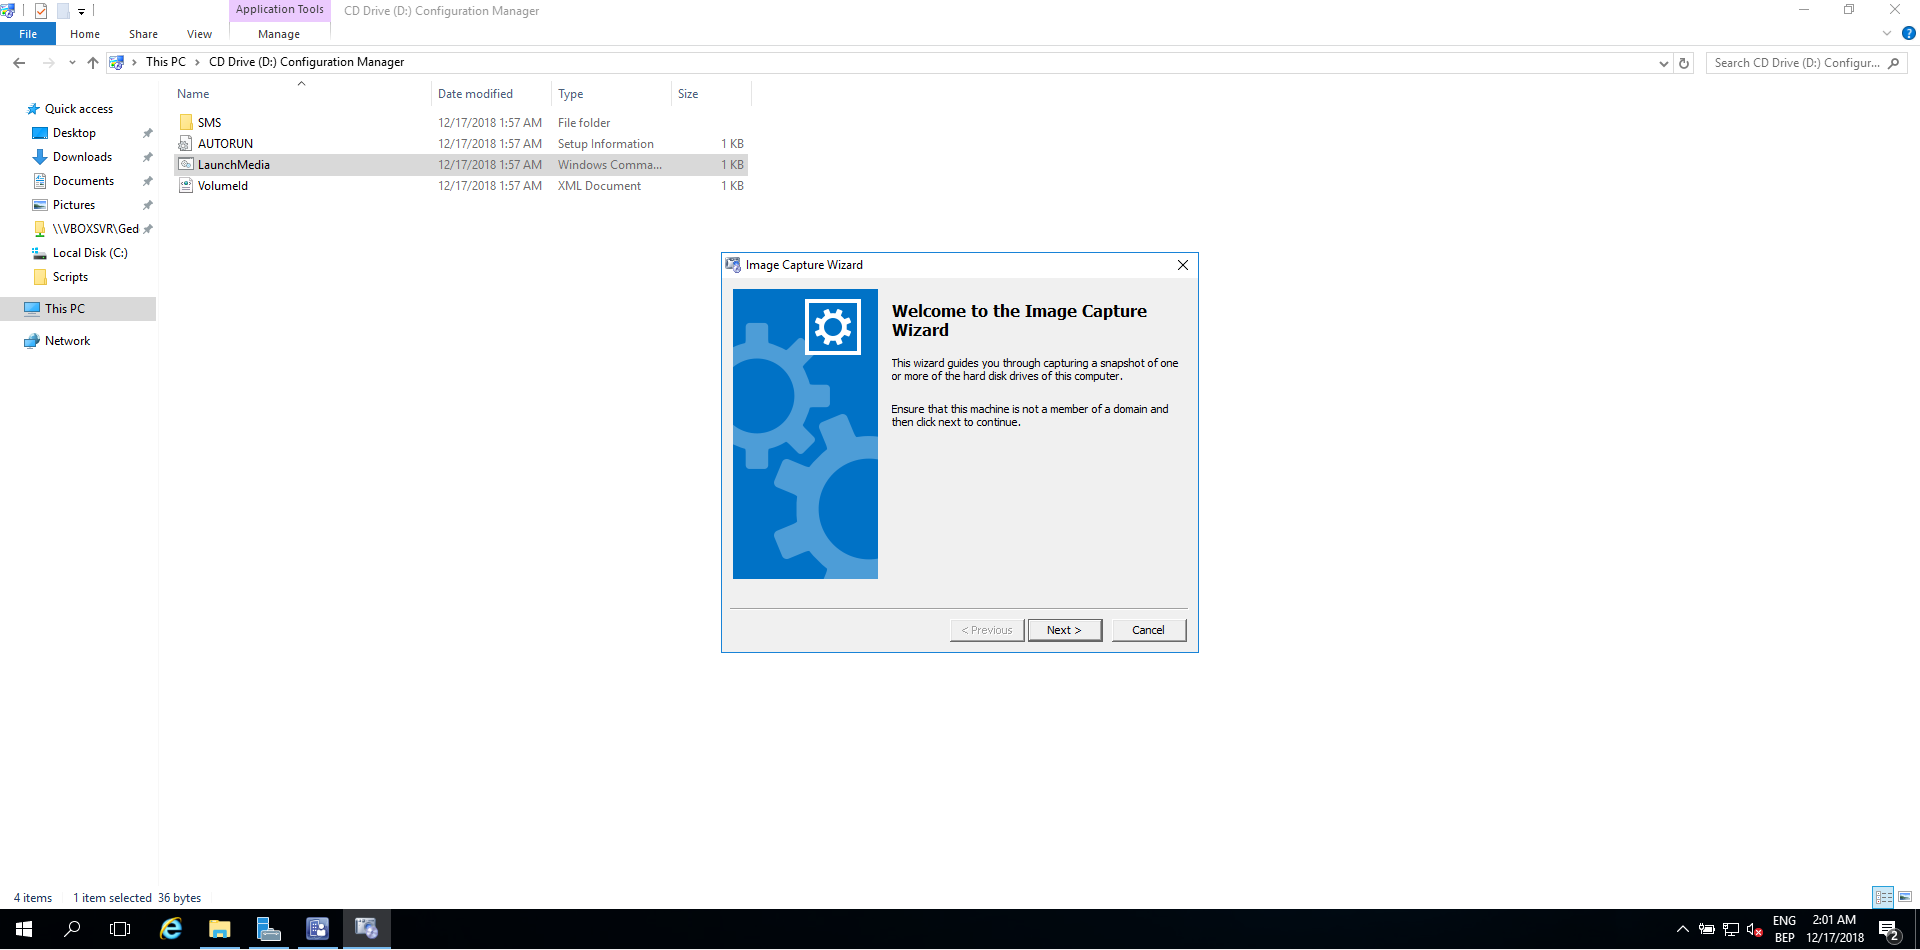 Application Tools
CD Drive (D:) Configuration Manager
File
Home
Share
View
Manage
?
This PC
CD Drive (D:) Configuration Manager
Search CD Drive (D:) Configur...
Name
Date modified
Type
Size
Quick access
Desktop
Downloads
Documents
Pictures
\\VBOXSVR\Ged
Local Disk (C:)
Scripts
This PC
Network
SMS 12/17/2018 1:57 AM File folder
AUTORUN 12/17/2018 1:57 AM Setup Information 1 KB
LaunchMedia 12/17/2018 1:57 AM Windows Comma... 1 KB
VolumeId 12/17/2018 1:57 AM XML Document 1 KB
Image Capture Wizard
Welcome to the Image Capture
Wizard
This wizard guides you through capturing a snapshot of one
or more of the hard disk drives of this computer.
Ensure that this machine is not a member of a domain and
then click next to continue.
< Previous
Next >
Cancel
4 items
1 item selected 36 bytes
ENG
BEP
2:01 AM
12/17/2018
2